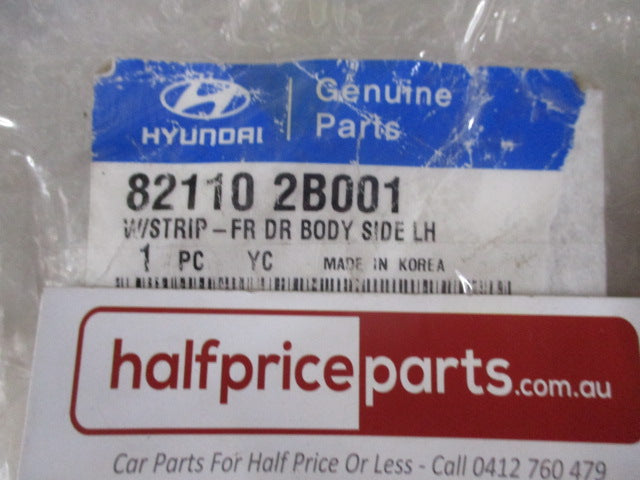 Genuine
Parts
HYUNDAI
82110 2B001
W/STRIP-FR DR BODY SIDE LH
1 PC YC MADE IN KOREA
halfpriceparts.com.au
Car Parts For Half Price Or Less - Call 0412 760 479